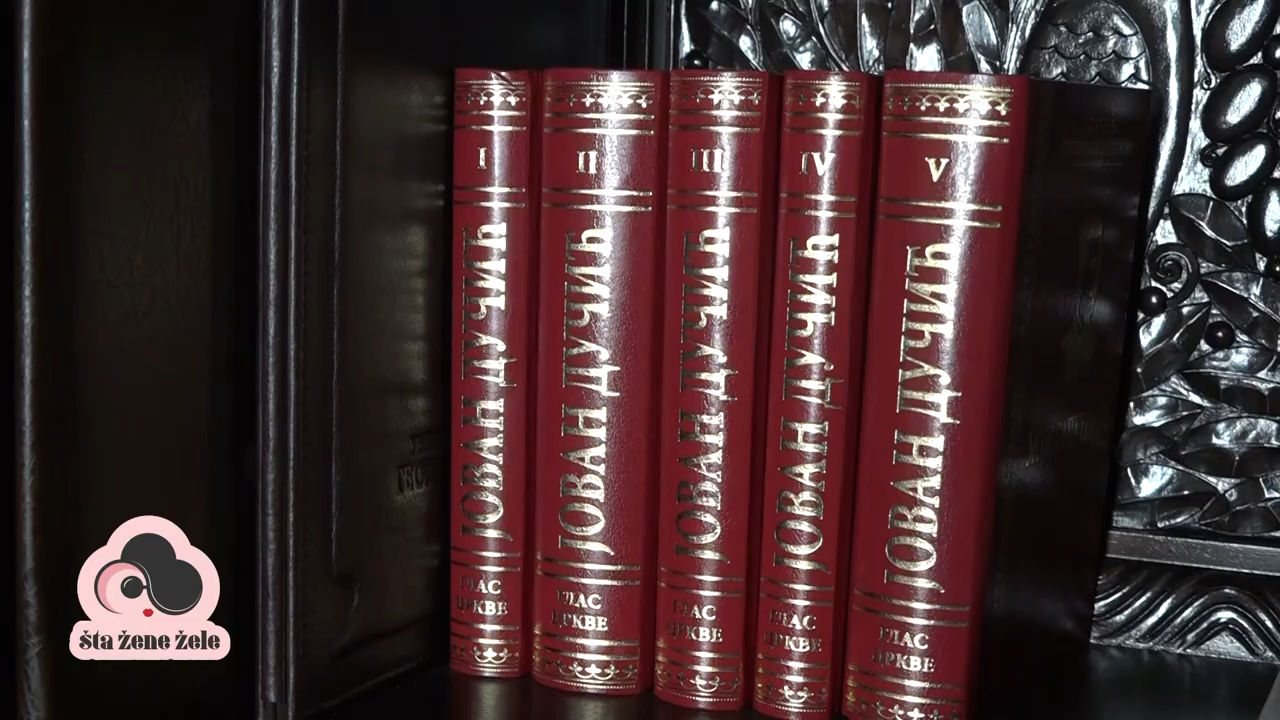 I
ЈОВАН ДУЧИЋ
ГЛАС
ЦРКВЕ
II
ЈОВАН ДУЧИЋ
ГЛАС
ЦРКВЕ
III
ЈОВАН ДУЧИЋ
ГЛАС
ЦРКВЕ
IV
ЈОВАН ДУЧИЋ
ГЛАС
ЦРКВЕ
V
ЈОВАН ДУЧИЋ
ГЛАС
ЦРКВЕ
šta žene žele